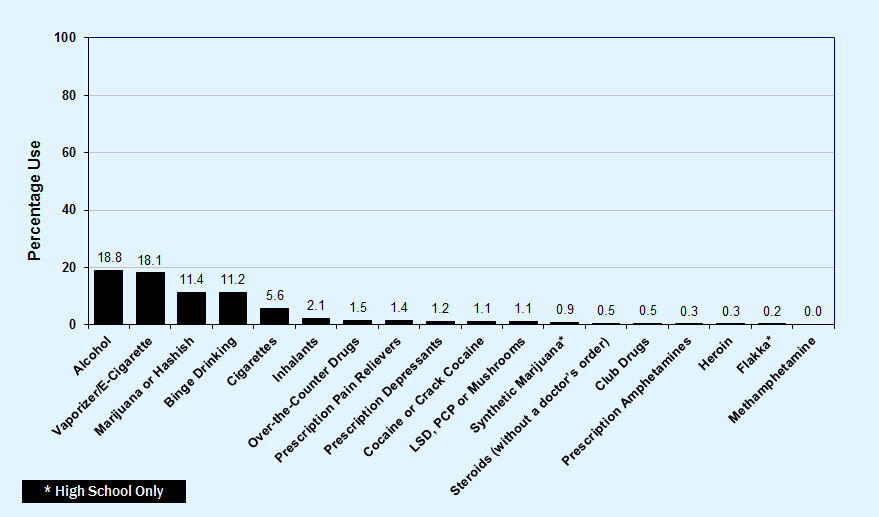 100
80
60
40
20
0
Percentage Use
18.8
18.1
11.4
11.2
5.6
2.1
1.5
1.4
1.2
1.1
1.1
0.9
0.5
0.5
0.3
0.3
0.2
0.0
Alcohol
Vaporizer/E-Cigarette
Marijuana or Hashish
Binge Drinking
Cigarettes
Inhalants
Over-the-Counter Drugs
Prescription Pain Relievers
Prescription Depressants
Cocaine or Crack Cocaine
LSD, PCP or Mushrooms
Synthetic Marijuana*
Steroids (without a doctor's order)
Club Drugs
Prescription Amphetamines
Heroin
Flakka*
Methamphetamine
* High School Only